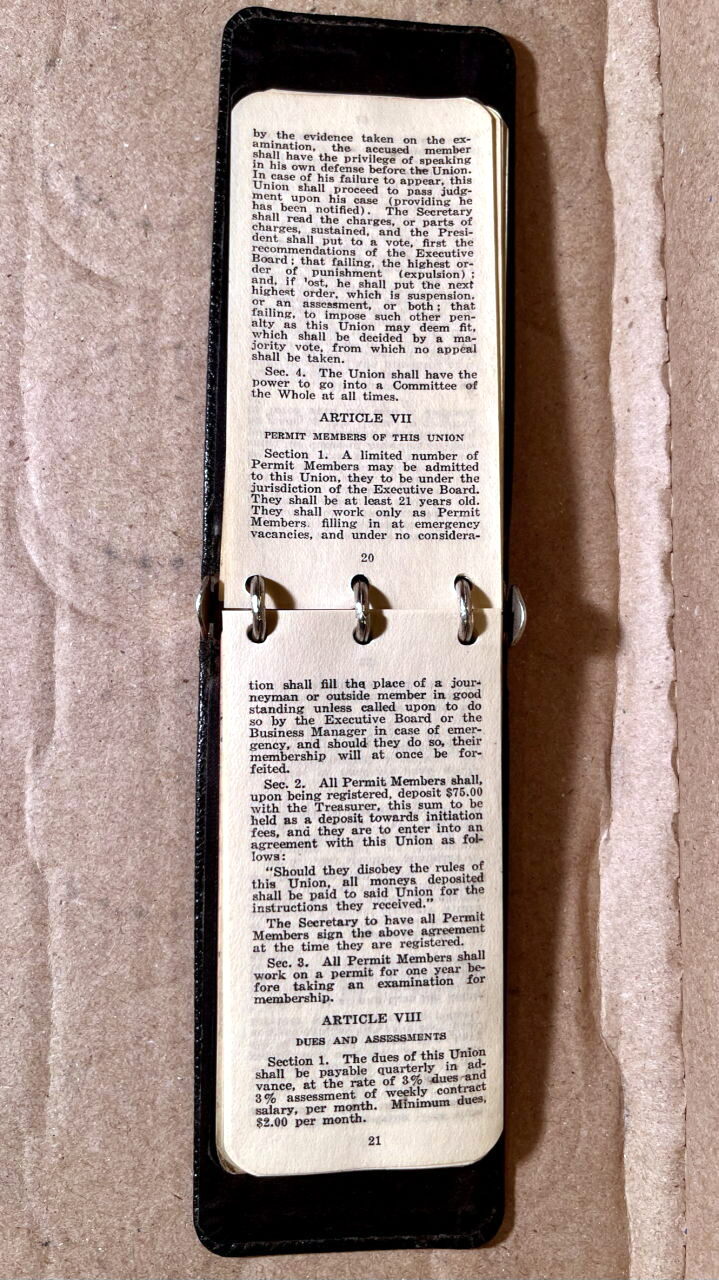 by the evidence taken on the ex-
amination, the accused member
shall have the privilege of speaking
in his own defense before the Union.
In case of his failure to appear, this
Union shall proceed to pass judg-
ment upon his case (providing he
has been notified). The Secretary
shall read the charges, or parts of
charges, sustained, and the Presi-
dent shall put to a vote, first the
recommendations of the Executive
Board; that failing, the highest or-
der of punishment (expulsion);
and, if 'ost, he shall put the next
highest order, which is suspension.
or an assessment, or both; that
failing, to impose such other pen-
alty as this Union may deem fit,
which shall be decided by a ma-
jority vote, from which no appeal
shall be taken.
Sec. 4. The Union shall have the
power to go into a Committee of
the Whole at all times.
ARTICLE VII
PERMIT MEMBERS OF THIS UNION
Section 1. A limited number of
Permit Members may be admitted
to this Union, they to be under the
jurisdiction of the Executive Board.
They shall be at least 21 years old.
They shall work only as Permit
Members filling in at emergency
vacancies, and under no considera-
20
tion shall fill the place of a jour-
neyman or outside member in good
standing unless called upon to do
so by the Executive Board or the
Business Manager in case of emer-
gency, and should they do so, their
membership will at once be for-
feited.
Sec. 2. All Permit Members shall,
upon being registered, deposit $75.00
with the Treasurer, this sum to be
held as a deposit towards initiation
fees, and they are to enter into an
agreement with this Union as fol-
lows:
"Should they disobey the rules of
this Union, all moneys deposited
shall be paid to said Union for the
instructions they received."
The Secretary to have all Permit
Members sign the above agreement
at the time they are registered.
Sec. 3. All Permit Members shall
work on a permit for one year be-
fore taking an examination for
membership.
ARTICLE VIII
DUES AND ASSESSMENTS
Section 1. The dues of this Union
shall be payable quarterly in ad-
vance, at the rate of 3% dues and
3% assessment of weekly contract
salary, per month. Minimum dues,
$2.00 per month.
21